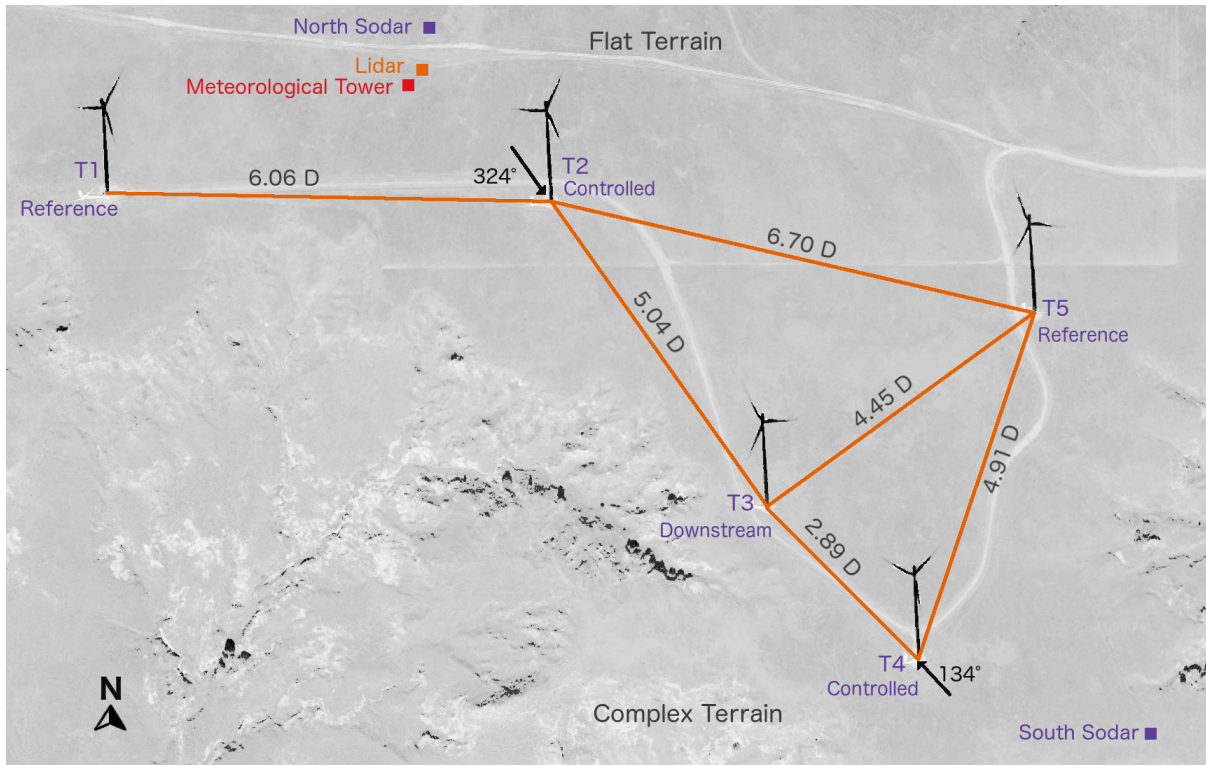 North Sodar
Flat Terrain
Lidar
Meteorological Tower
T1
6.06 D
324°
T2
Controlled
Reference
6.70 D
5.04 D
T5
Reference
4.45 D
4.91 D
T3
Downstream
2.89 D
T4
134°
Controlled
N
Complex Terrain
South Sodar